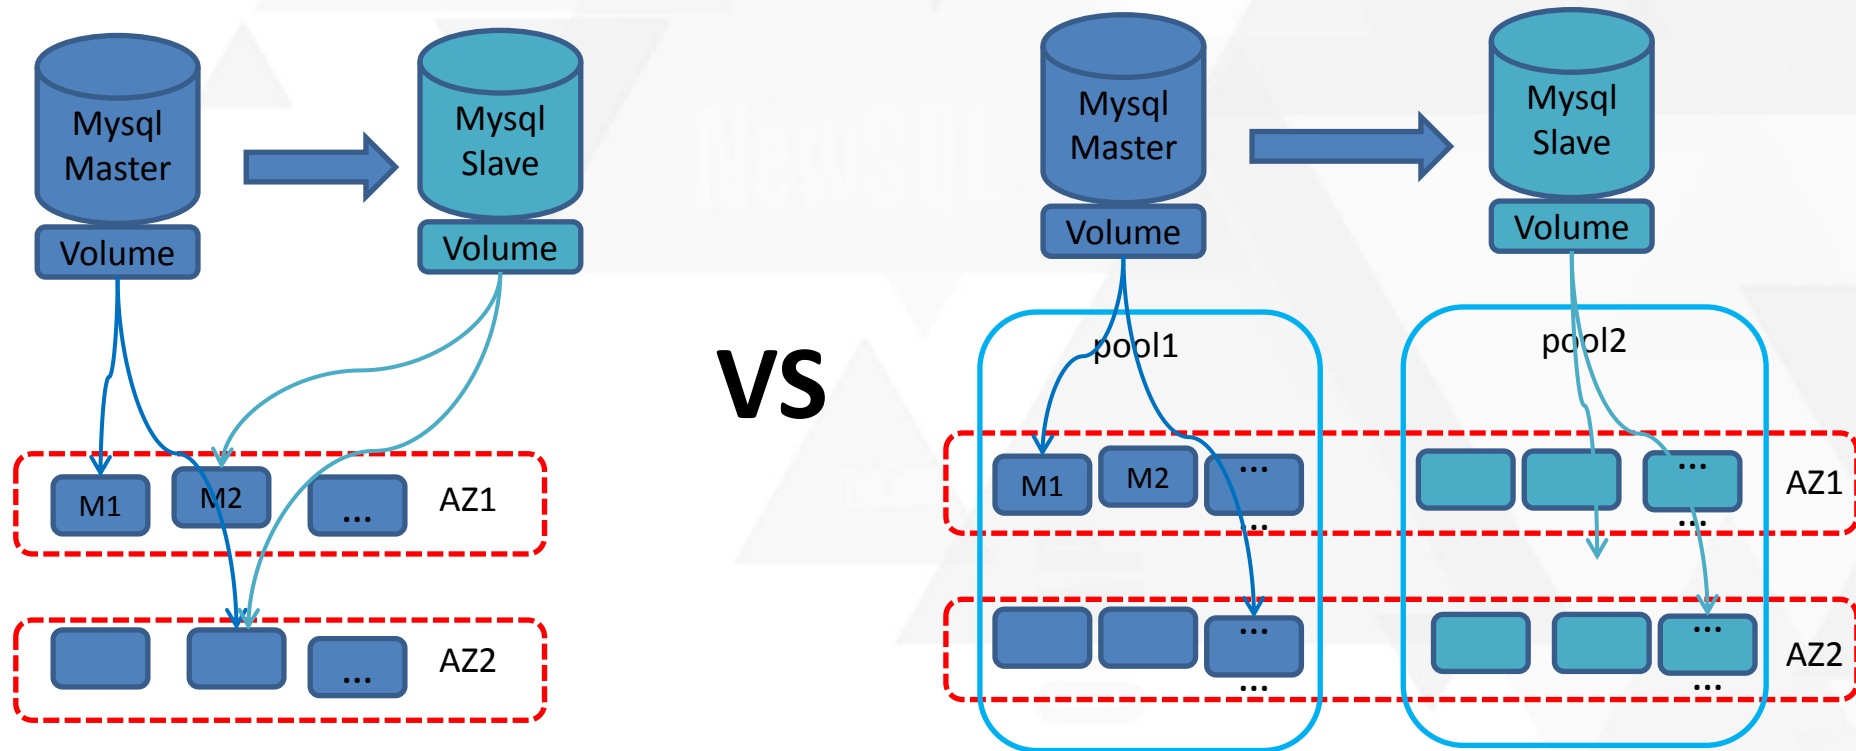 Mysql
Master
Mysql
Slave
Volume
Volume
M1
M2
...
AZ1
...
AZ2
VS
Mysql
Master
Mysql
Slave
Volume
Volume
pool1
pool2
M1
M2
...
...
...
...
AZ1
...
...
...
...
AZ2